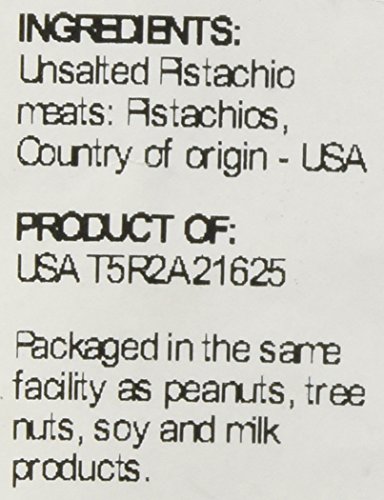 INGREDIENTS:
Unsalted Pistachio
meats: Pistachios,
Country of origin - USA
PRODUCT OF:
USA T5R2A21625
Packaged in the same
facility as peanuts, tree
nuts, soy and milk
products.